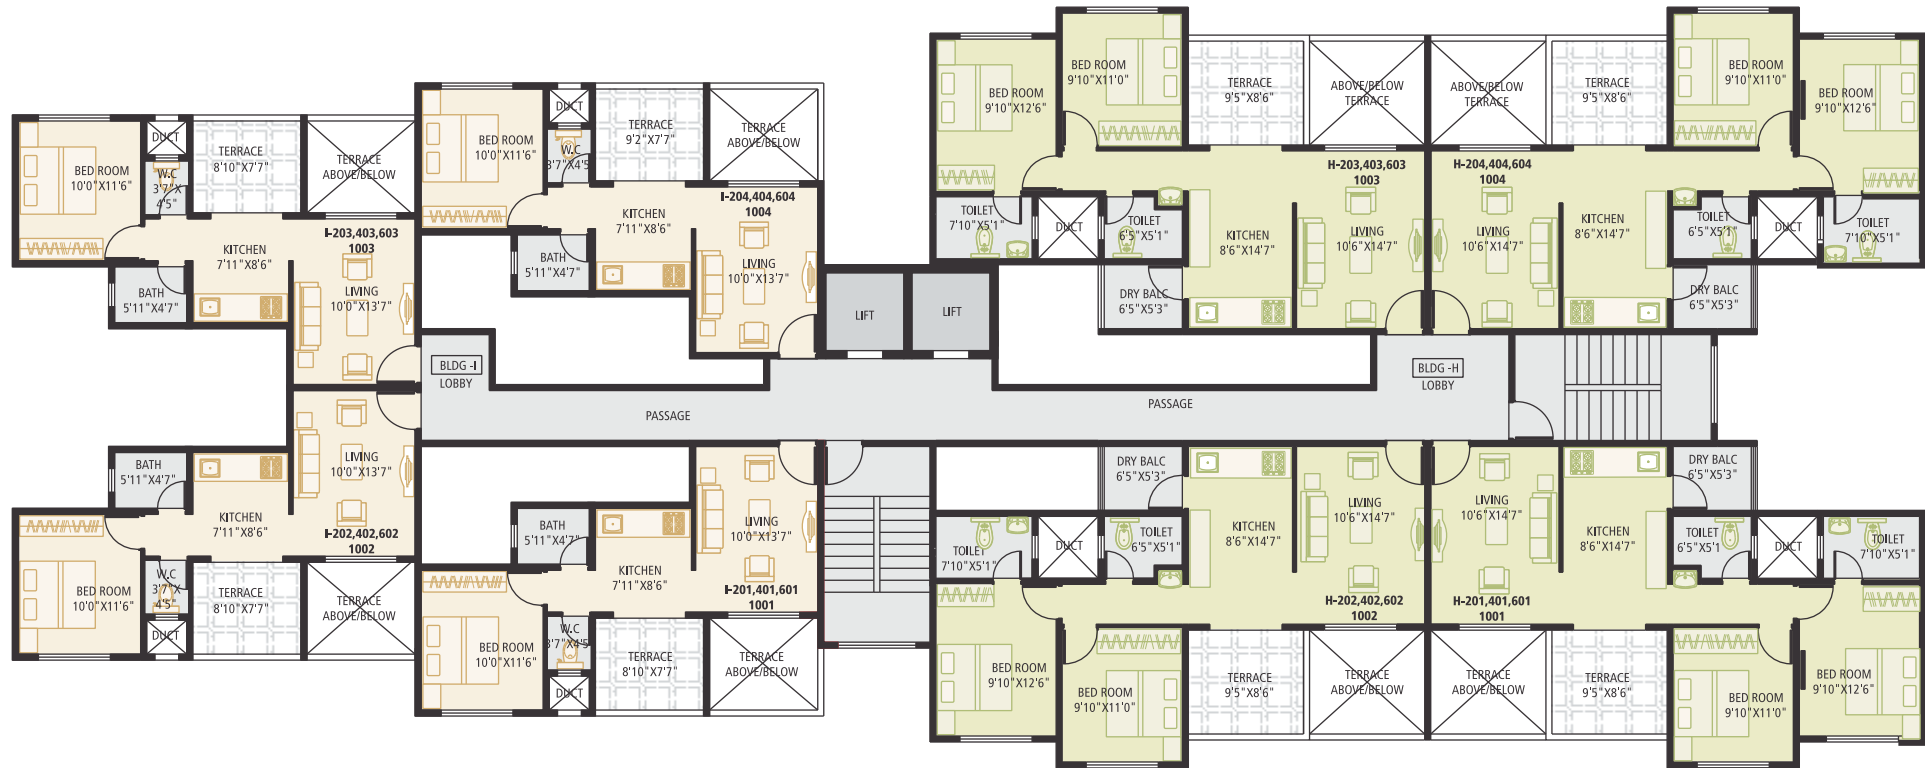 BED ROOM
10'0"X11'6"
DUCT
W.C
3'7"X
4'5"
TERRACE
8'10"X7'7"
TERRACE
ABOVE/BELOW
I-203,403,603
1003
KITCHEN
7'11"X8'6"
BATH
5'11"X4'7"
LIVING
10'0"X13'7"
BED ROOM
10'0"X11'6"
DUCT
W.C
3'7"X4'5
TERRACE
9'2"X7'7"
TERRACE
ABOVE/BELOW
I-204,404,604
1004
KITCHEN
7'11"X8'6"
BATH
5'11"X4'7"
LIVING
10'0"X13'7"
LIFT
LIFT
BED ROOM
9'10"X12'6"
BED ROOM
9'10"X11'0"
TERRACE
9'5"X8'6"
ABOVE/BELOW
TERRACE
H-203,403,603
1003
TOILET
7'10"X5'1"
DUCT
TOILET
6'5"X5'1"
KITCHEN
8'6"X14'7"
LIVING
10'6"X14'7"
DRY BALC
6'5"X5'3"
ABOVE/BELOW
TERRACE
TERRACE
9'5"X8'6"
BED ROOM
9'10"X11'0"
BED ROOM
9'10"X12'6"
H-204,404,604
1004
LIVING
10'6"X14'7"
KITCHEN
8'6"X14'7"
TOILET
6'5"X5'1"
DUCT
TOILET
7'10"X5'1"
DRY BALC
6'5"X5'3"
BLDG -I
LOBBY
PASSAGE
PASSAGE
BLDG -H
LOBBY
LIVING
10'0"X13'7"
BATH
5'11"X4'7"
KITCHEN
7'11"X8'6"
I-202,402,602
1002
BED ROOM
10'0"X11'6"
W.C
3'7"X
4'5"
DUCT
TERRACE
8'10"X7'7"
TERRACE
ABOVE/BELOW
LIVING
10'0"X13'7"
BATH
5'11"X4'7"
KITCHEN
7'11"X8'6"
I-201,401,601
1001
BED ROOM
10'0"X11'6"
W.C
3'7"X4'5
DUCT
TERRACE
8'10"X7'7"
TERRACE
ABOVE/BELOW
DRY BALC
6'5"X5'3"
LIVING
10'6"X14'7"
KITCHEN
8'6"X14'7"
TOILET
7'10"X5'1"
DUCT
TOILET
6'5"X5'1"
H-202,402,602
1002
BED ROOM
9'10"X12'6"
BED ROOM
9'10"X11'0"
TERRACE
9'5"X8'6"
TERRACE
ABOVE/BELOW
DRY BALC
6'5"X5'3"
LIVING
10'6"X14'7"
KITCHEN
8'6"X14'7"
TOILET
6'5"X5'1
DUCT
TOILET
7'10"X5'1"
H-201,401,601
1001
TERRACE
ABOVE/BELOW
TERRACE
9'5"X8'6"
BED ROOM
9'10"X11'0"
BED ROOM
9'10"X12'6"